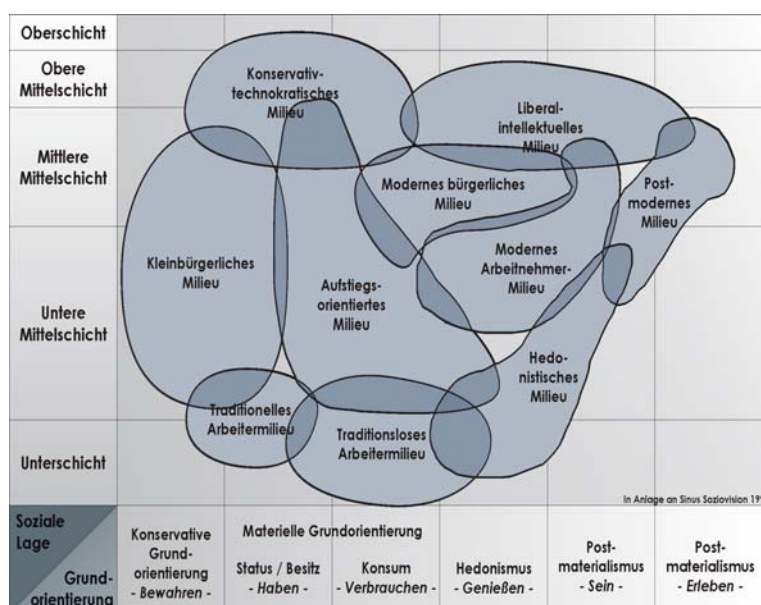 Oberschicht
Obere
Mittelschicht
Mittlere
Mittelschicht
Untere
Mittelschicht
Unterschicht
Konservativ-
technokratisches
Milieu
Liberal-
intellektuelles
Milieu
Modernes bürgerliches
Milieu
Post-
modernes
Milieu
Kleinbürgerliches
Milieu
Aufstiegs-
orientiertes
Milieu
Modernes
Arbeitnehmer-
Milieu
Hedo-
nistisches
Milieu
Traditionelles
Arbeitermilieu
Traditionsloses
Arbeitermilieu
In Anlage an Sinus Soziovision 199
Soziale
Lage
Grund-
orientierung
Konservative
Grund-
orientierung
- Bewahren -
Materielle Grundorientierung
Status / Besitz
- Haben -
Konsum
- Verbrauchen -
Hedonismus
- Genießen -
Post-
materialismus
- Sein -
Post-
materialismus
- Erleben -